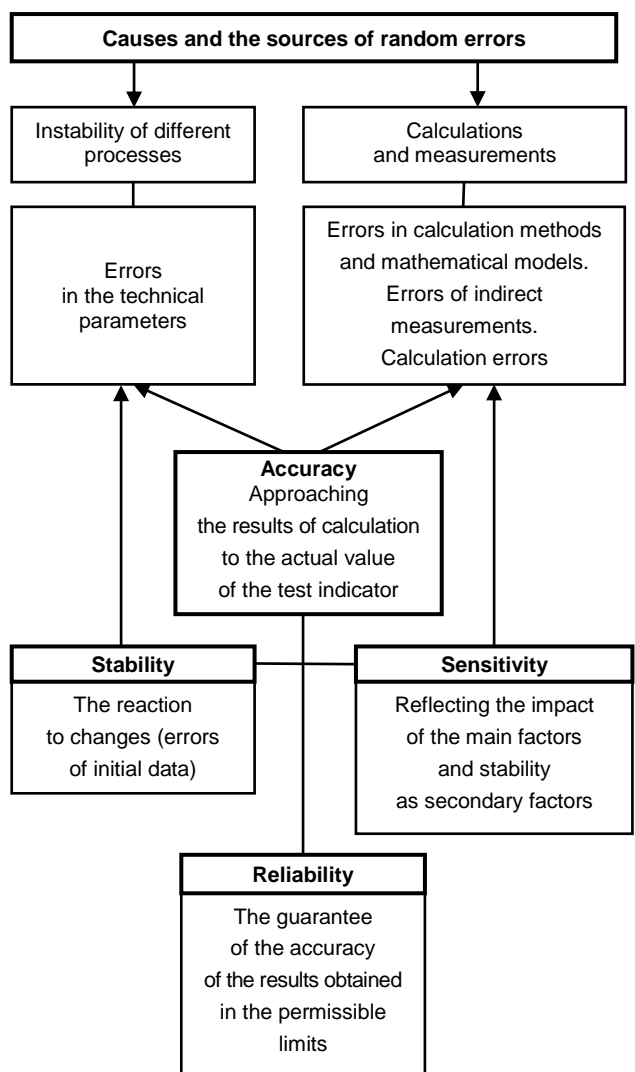 Causes and the sources of random errors
Instability of different
processes
Calculations
and measurements
Errors
in the technical
parameters
Errors in calculation methods
and mathematical models.
Errors of indirect
measurements.
Calculation errors
Accuracy
Approaching
the results of calculation
to the actual value
of the test indicator
Stability
The reaction
to changes (errors
of initial data)
Sensitivity
Reflecting the impact
of the main factors
and stability
as secondary factors
Reliability
The guarantee
of the accuracy
of the results obtained
in the permissible
limits